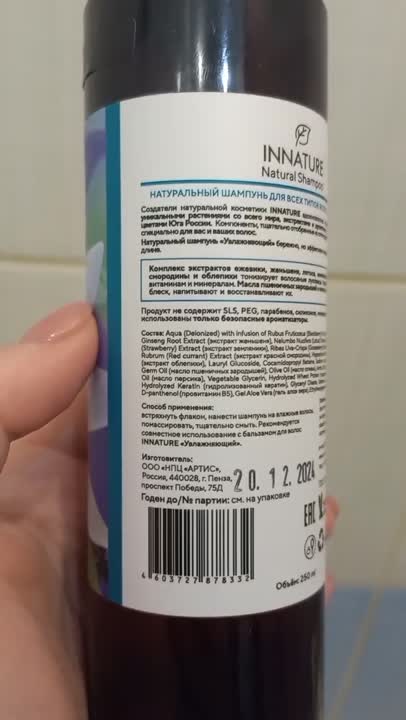 INNATURE
Natural Shampoo
НАТУРАЛЬНЫЙ ШАМПУНЬ ДЛЯ ВСЕХ ТИПОВ
Создатели натуральной косметики INNATURE
уникальными растениями со всего мира, экстрактами
цветами Юга России. Компоненты, тщательно
специально для вас и ваших волос.
Натуральный шампунь «Увлажняющий» бережно, но
длине.
Комплекс экстрактов ежевики, женьшеня, лотоса,
смородины и облепихи тонизирует волосяные
витаминами и минералами. Масла пшеничных зародышей
блеск, напитывают и восстанавливают их.
Продукт не содержит SLS, PEG, парабенов, силиконов,
использованы только безопасные ароматизаторы.
Состав: Aqua (Deionized) with infusion of Rubus Fruticosus
Ginseng Root Extract (экстракт женьшеня), Nelumbo Nucifera
(Strawberry) Extract (экстракт земляники), Ribes Uva-Crispa
Rubrum (Red currant) Extract (экстракт красной смородины),
(экстракт облепихи), Lauryl Glucoside, Cocamidopropyl Betaine,
Germ Oil (масло пшеничных зародышей), Olive Oil (масло
Oil (масло персика), Vegetable Glycerin, Hydrolyzed Wheat
Hydrolyzed Keratin (гидролизованный кератин), Glyceryl
D-panthenol (провитамин B5), Gel Aloe Vera (гель алоэ вера),
Способ применения:
встряхнуть флакон, нанести шампунь на влажные волосы,
помассировать, тщательно смыть. Рекомендуется
совместное использование с бальзамом для волос
INNATURE «Увлажняющий».
Изготовитель:
ООО «НПЦ «АРТИС»,
Россия, 440028, г. Пенза,
проспект Победы, 75Д
20.12.2024
Годен до/№ партии: см. на упаковке
EAC
4 603727 878332
Объём: 250 ml